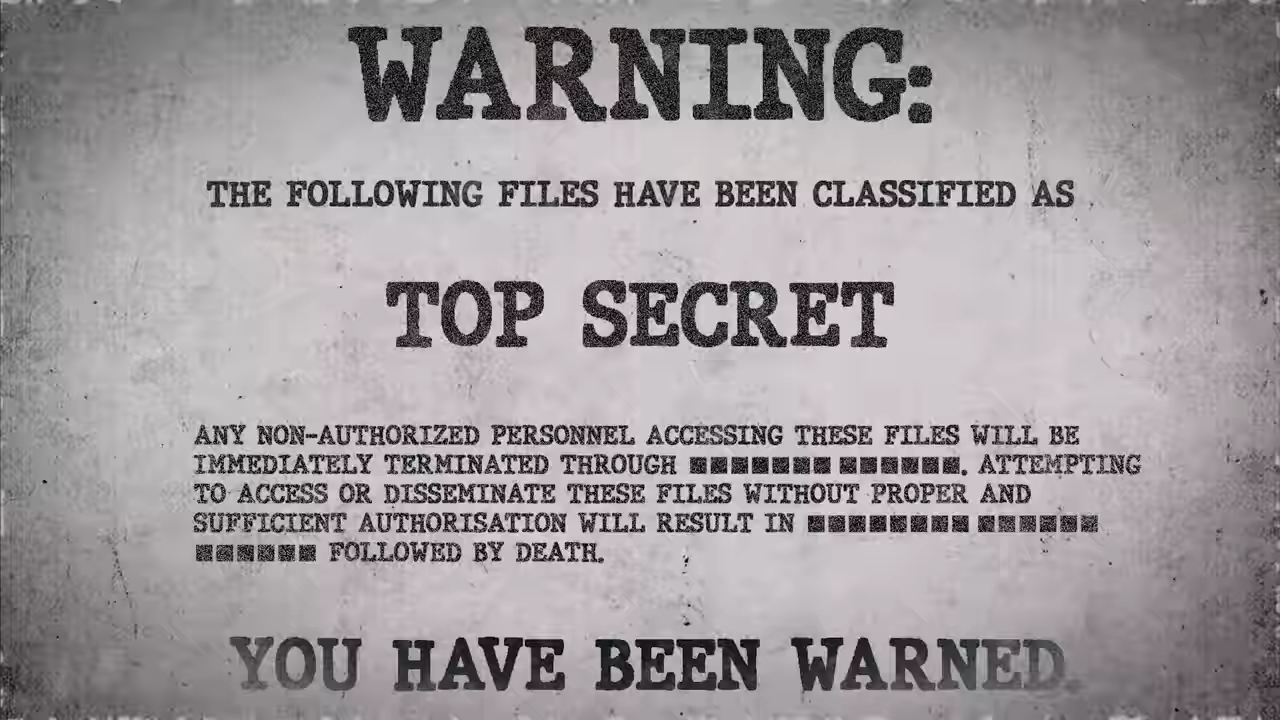 WARNING:
THE FOLLOWING FILES HAVE BEEN CLASSIFIED AS
TOP SECRET
ANY NON-AUTHORIZED PERSONNEL ACCESSING THESE FILES WILL BE
IMMEDIATELY TERMINATED THROUGH ■■■■■■■ ■■■■■■. ATTEMPTING
TO ACCESS OR DISSEMINATE THESE FILES WITHOUT PROPER AND
SUFFICIENT AUTHORISATION WILL RESULT IN ■■■■■■■■ ■■■■■■
■■■■■■ FOLLOWED BY DEATH.
YOU HAVE BEEN WARNED.